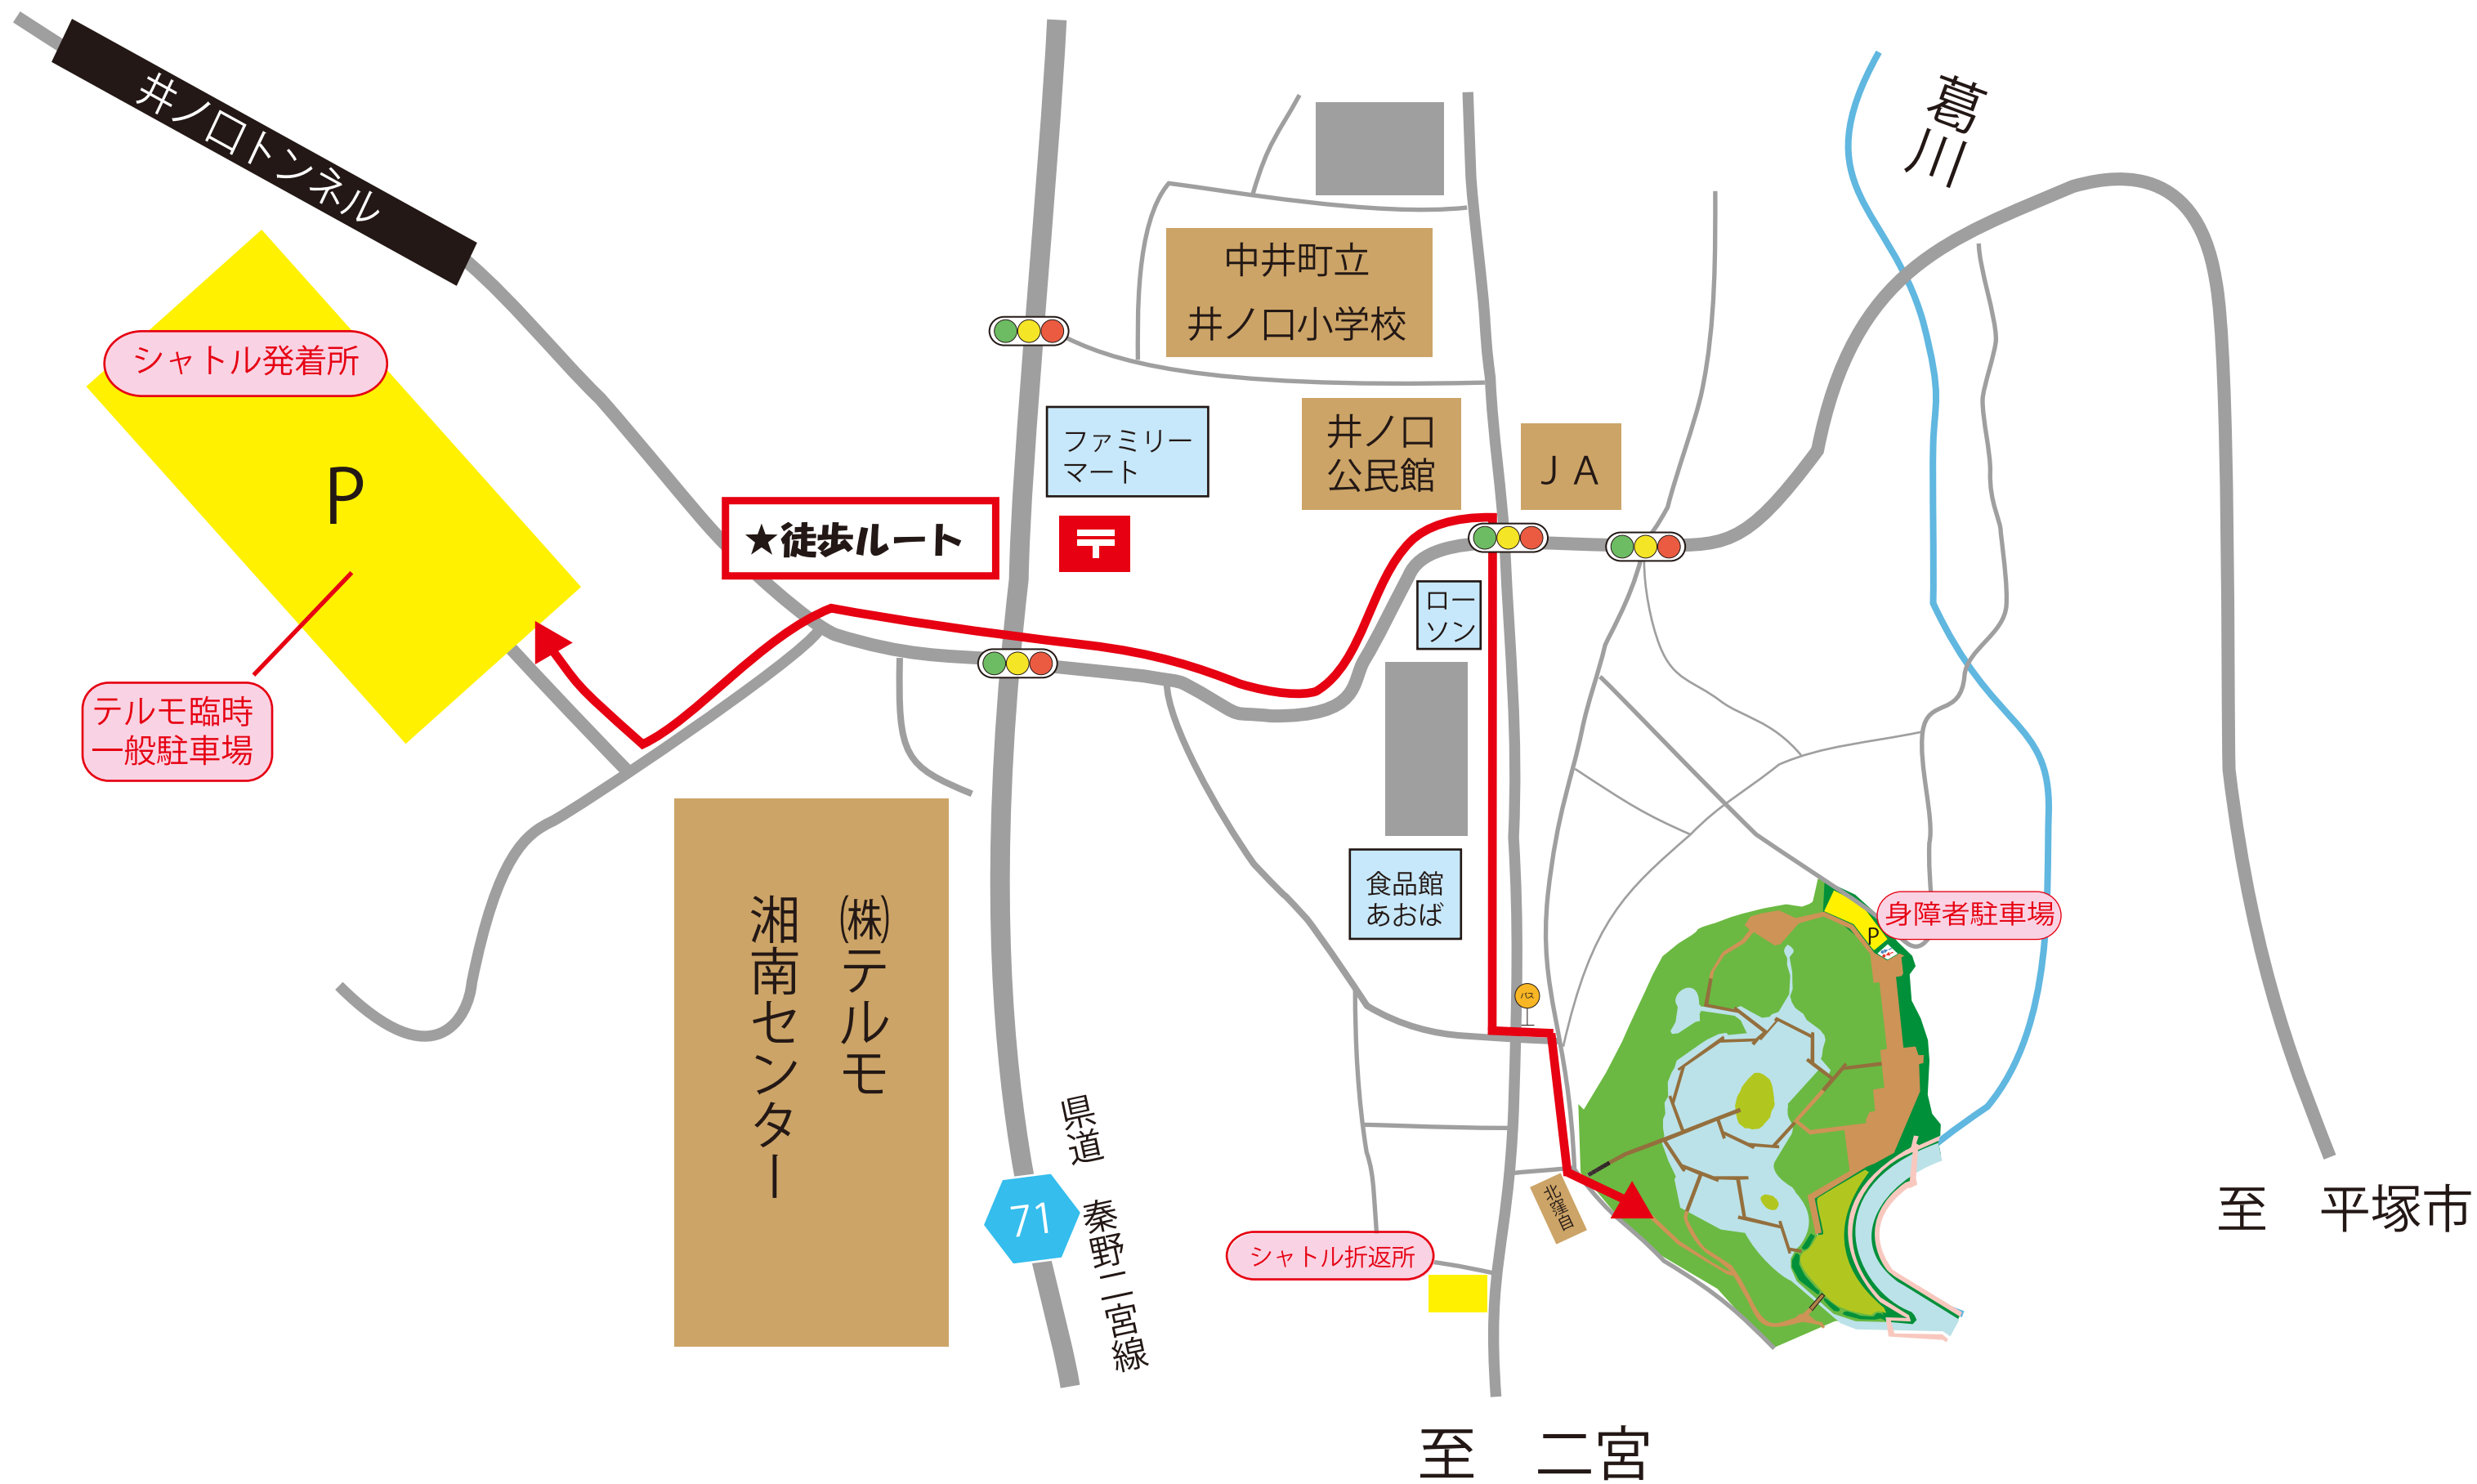 井ノ口トンネル
葛川
中井町立
井ノ口小学校
シャトル発着所
P
ファミリー
マート
井ノ口
公民館
JA
★徒歩ルート
〒
ロー
ソン
テルモ臨時
一般駐車場
㈱テルモ
湘南センター
食品館
あおば
身障者駐車場
P
バス
県道 秦野二宮線
71
北窪自
シャトル折返所
至 平塚市
至 二宮